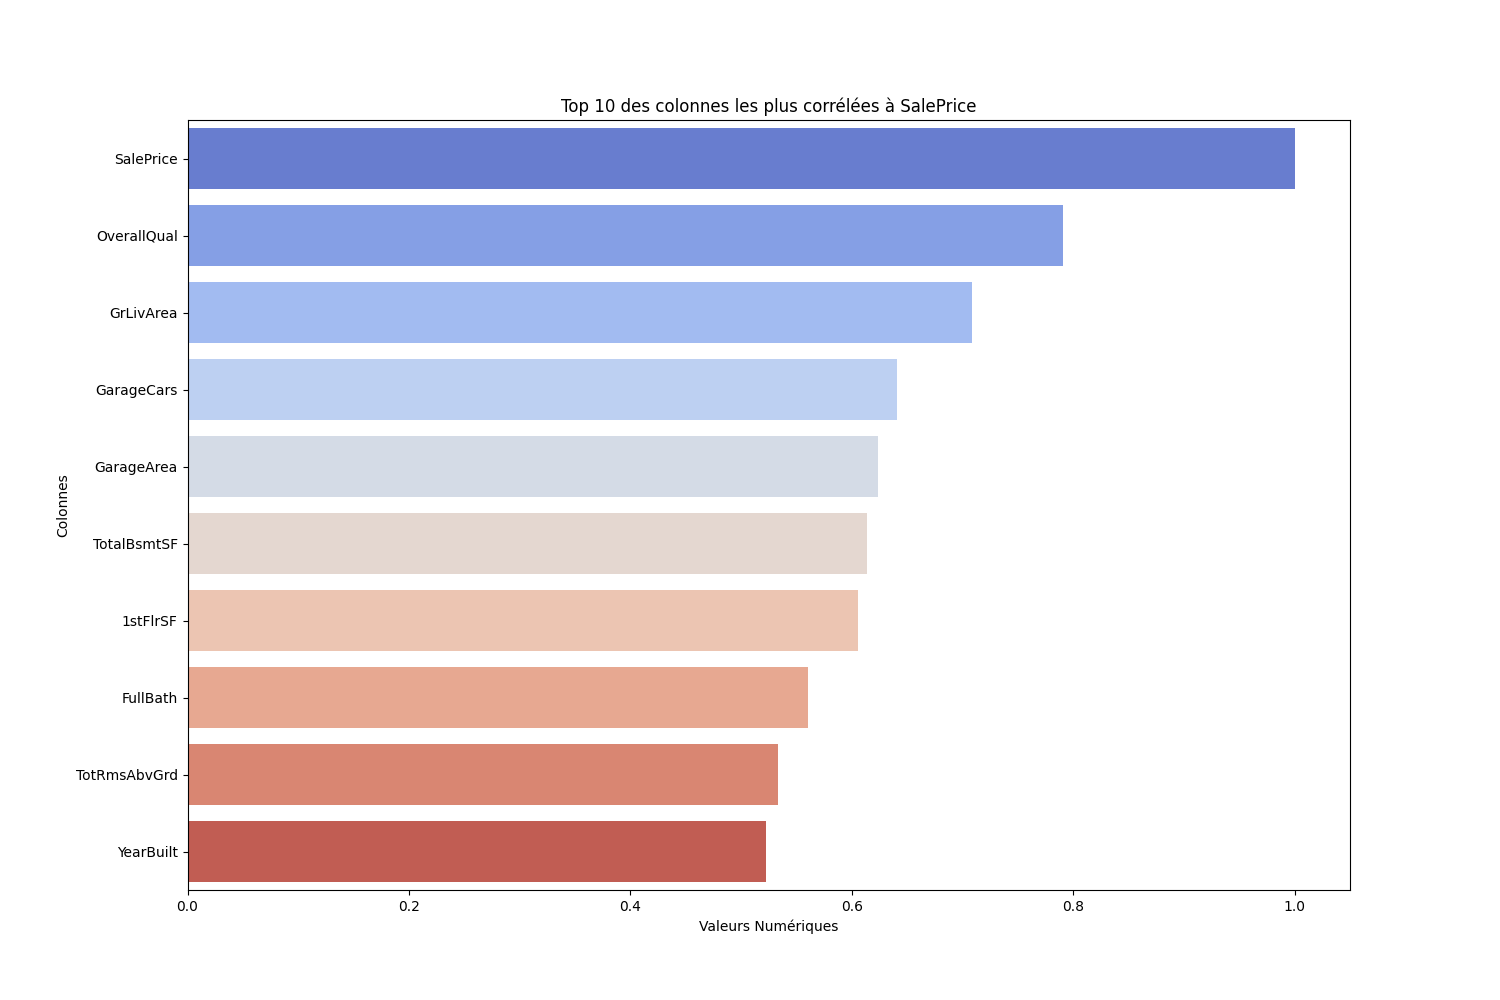 Top 10 des colonnes les plus corrélées à SalePrice
Colonnes
SalePrice
OverallQual
GrLivArea
GarageCars
GarageArea
TotalBsmtSF
1stFlrSF
FullBath
TotRmsAbvGrd
YearBuilt
0.0 0.2 0.4 0.6 0.8 1.0
Valeurs Numériques